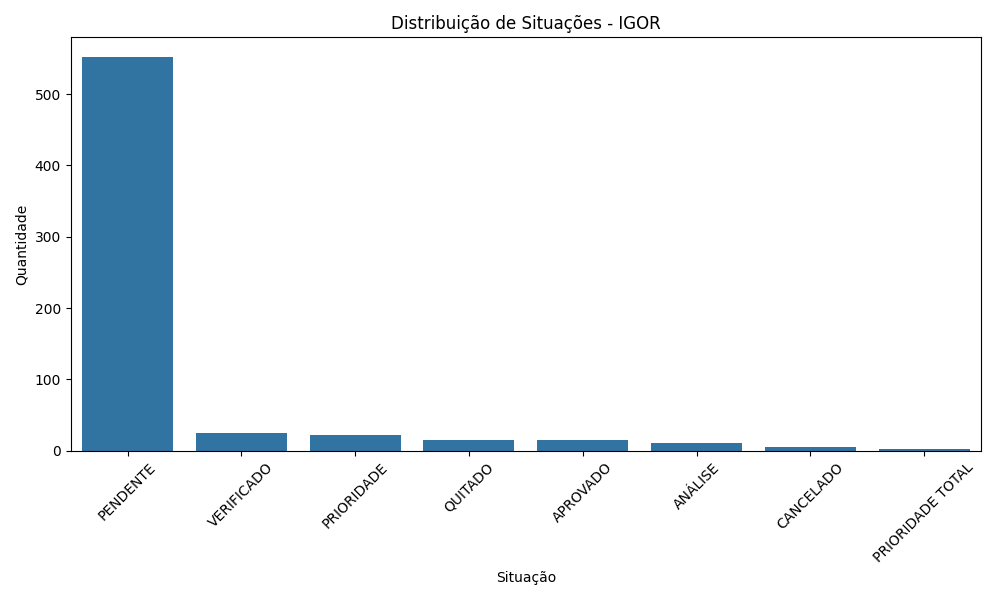 Distribuição de Situações - IGOR
Quantidade
500
400
300
200
100
0
PENDENTE
VERIFICADO
PRIORIDADE
QUITADO
APROVADO
ANÁLISE
CANCELADO
PRIORIDADE TOTAL
Situação